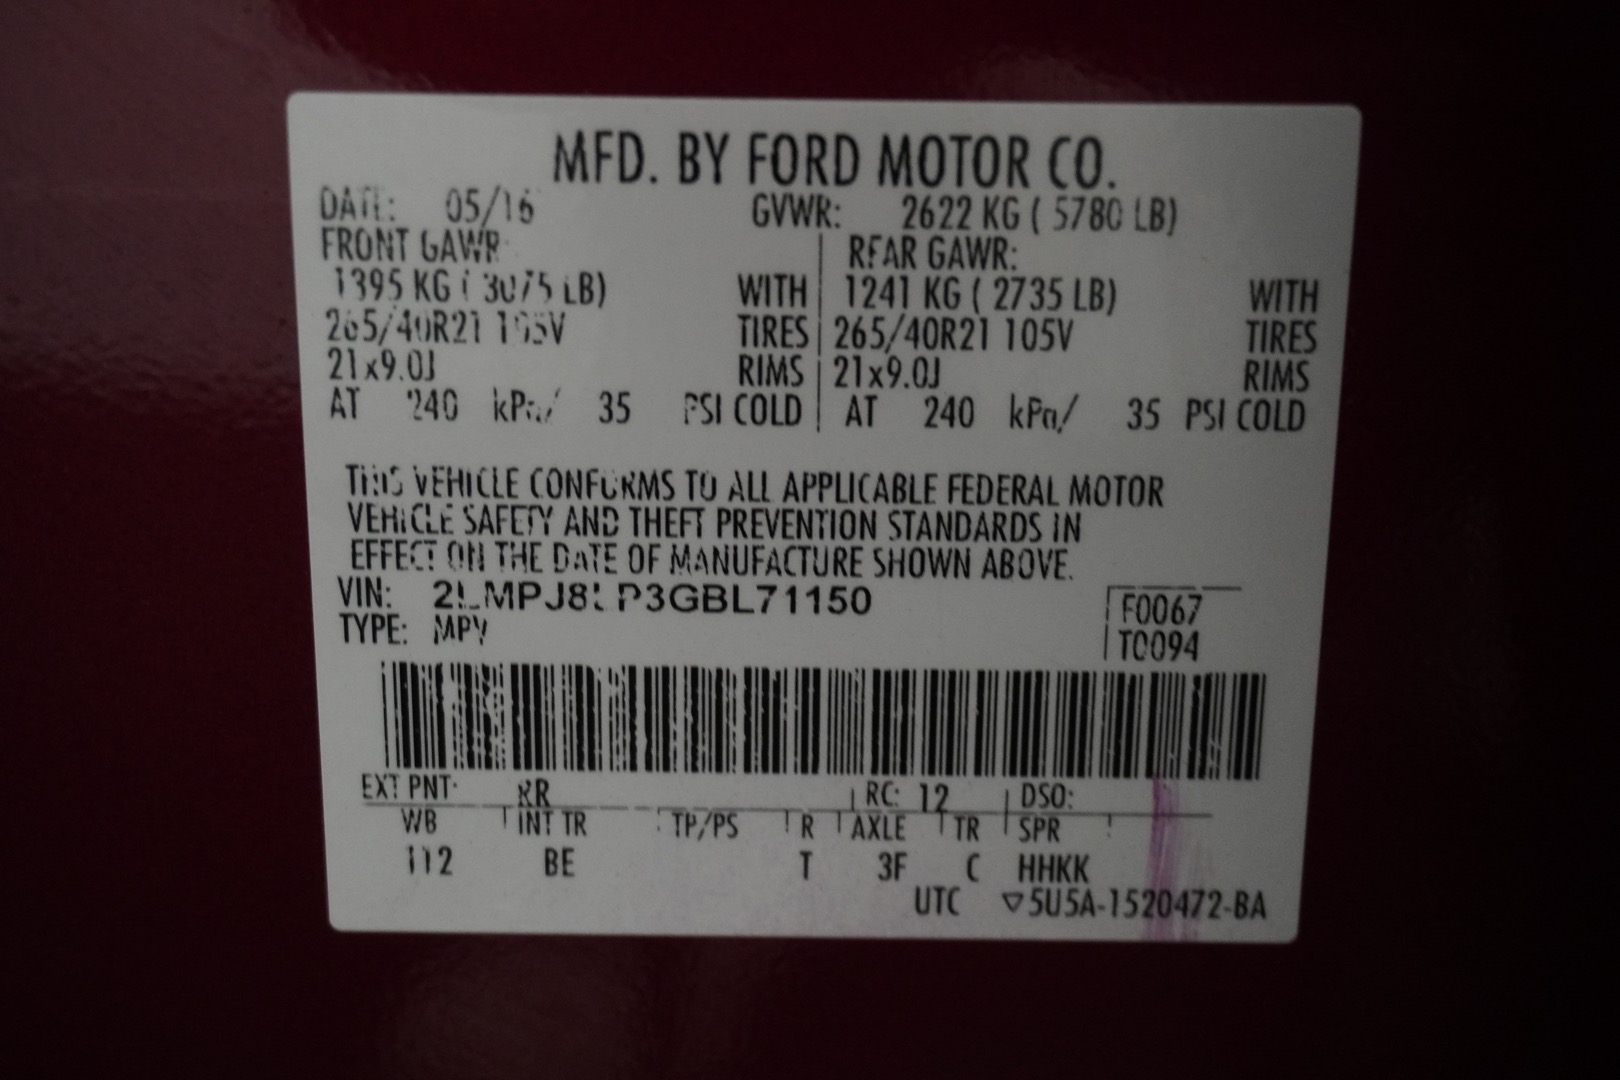 MFD. BY FORD MOTOR CO.
DATE: 05/16 GVWR: 2622 KG ( 5780 LB)
FRONT GAWR: REAR GAWR:
1395 KG ( 3075 LB) WITH 1241 KG ( 2735 LB) WITH
265/40R21 105V TIRES 265/40R21 105V TIRES
21x9.0J RIMS 21x9.0J RIMS
AT 240 kPa/ 35 PSI COLD AT 240 kPa/ 35 PSI COLD
THIS VEHICLE CONFORMS TO ALL APPLICABLE FEDERAL MOTOR
VEHICLE SAFETY AND THEFT PREVENTION STANDARDS IN
EFFECT ON THE DATE OF MANUFACTURE SHOWN ABOVE.
VIN: 2LMPJ8LP3GBL71150 F0067
TYPE: MPV T0094
EXT PNT: RR RC: 12 DSO:
WB INT TR TP/PS R AXLE TR SPR
112 BE T 3F C HHKK
UTC ▽5U5A-1520472-BA